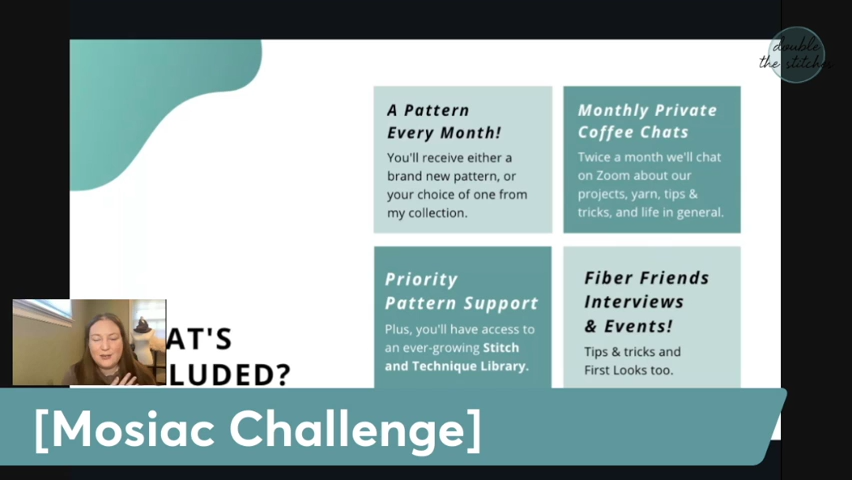 double
the stitches
A Pattern
Every Month!
You'll receive either a
brand new pattern, or
your choice of one from
my collection.
Monthly Private
Coffee Chats
Twice a month we'll chat
on Zoom about our
projects, yarn, tips &
tricks, and life in general.
Priority
Pattern Support
Plus, you'll have access to
an ever-growing Stitch
and Technique Library.
Fiber Friends
Interviews
& Events!
Tips & tricks and
First Looks too.
AT'S
LUDED?
[Mosiac Challenge]